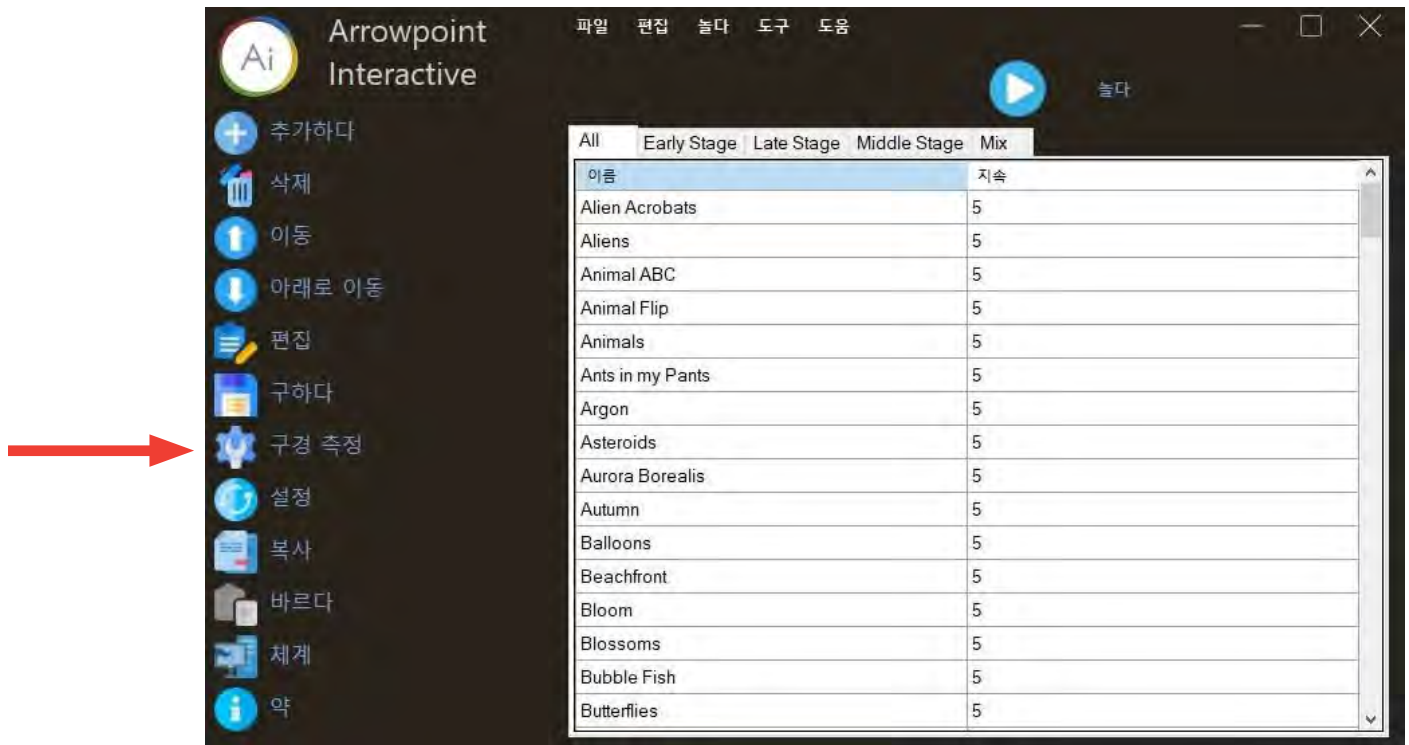 Ai
Arrowpoint
Interactive
파일 편집 놀다 도구 도움
놀다
추가하다
삭제
이동
아래로 이동
편집
구하다
구경 측정
설정
복사
바르다
체계
약
All Early Stage Late Stage Middle Stage Mix
이름 지속
Alien Acrobats 5
Aliens 5
Animal ABC 5
Animal Flip 5
Animals 5
Ants in my Pants 5
Argon 5
Asteroids 5
Aurora Borealis 5
Autumn 5
Balloons 5
Beachfront 5
Bloom 5
Blossoms 5
Bubble Fish 5
Butterflies 5